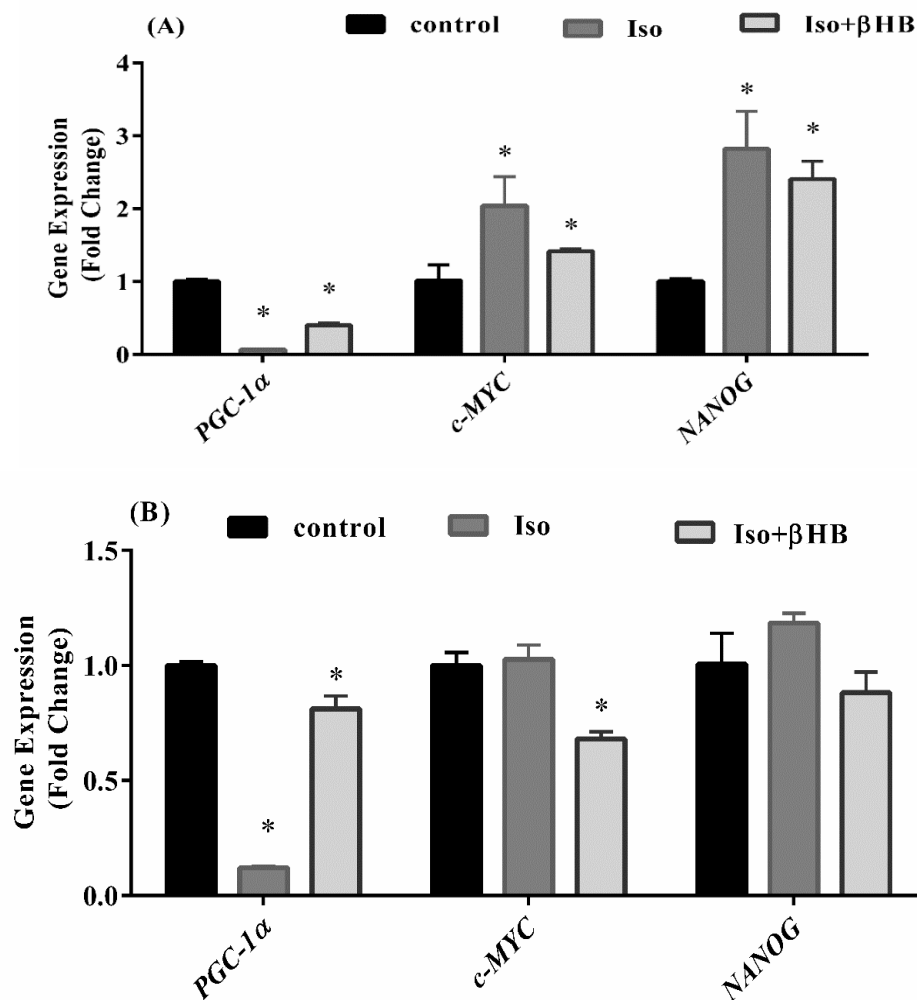 (A) control Iso Iso+βHB
Gene Expression
(Fold Change)
4
3
2
1
0
* * * * * *
PGC-1α c-MYC NANOG
(B) control Iso Iso+βHB
Gene Expression
(Fold Change)
1.5
1.0
0.5
0.0
* * *
PGC-1α c-MYC NANOG